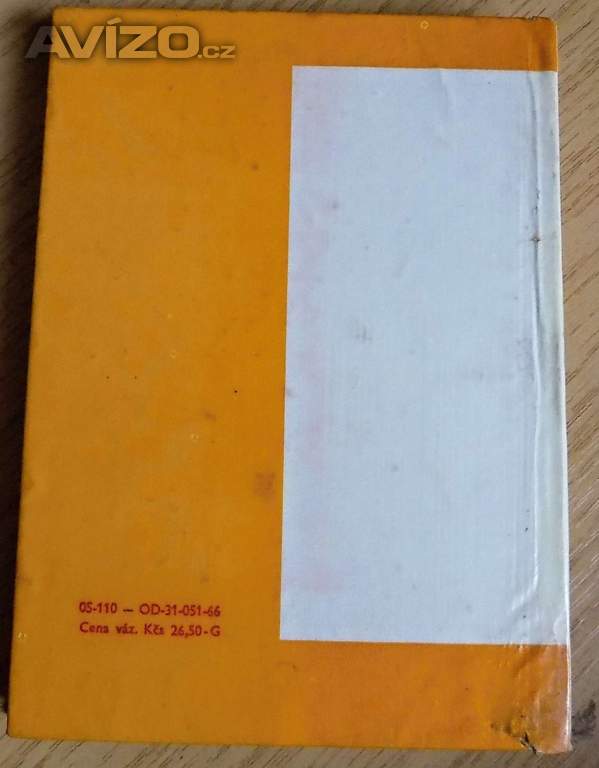 AVÍZO.cz
05-110 — OD-31-051-66
Cena váz. Kčs 26,50-G